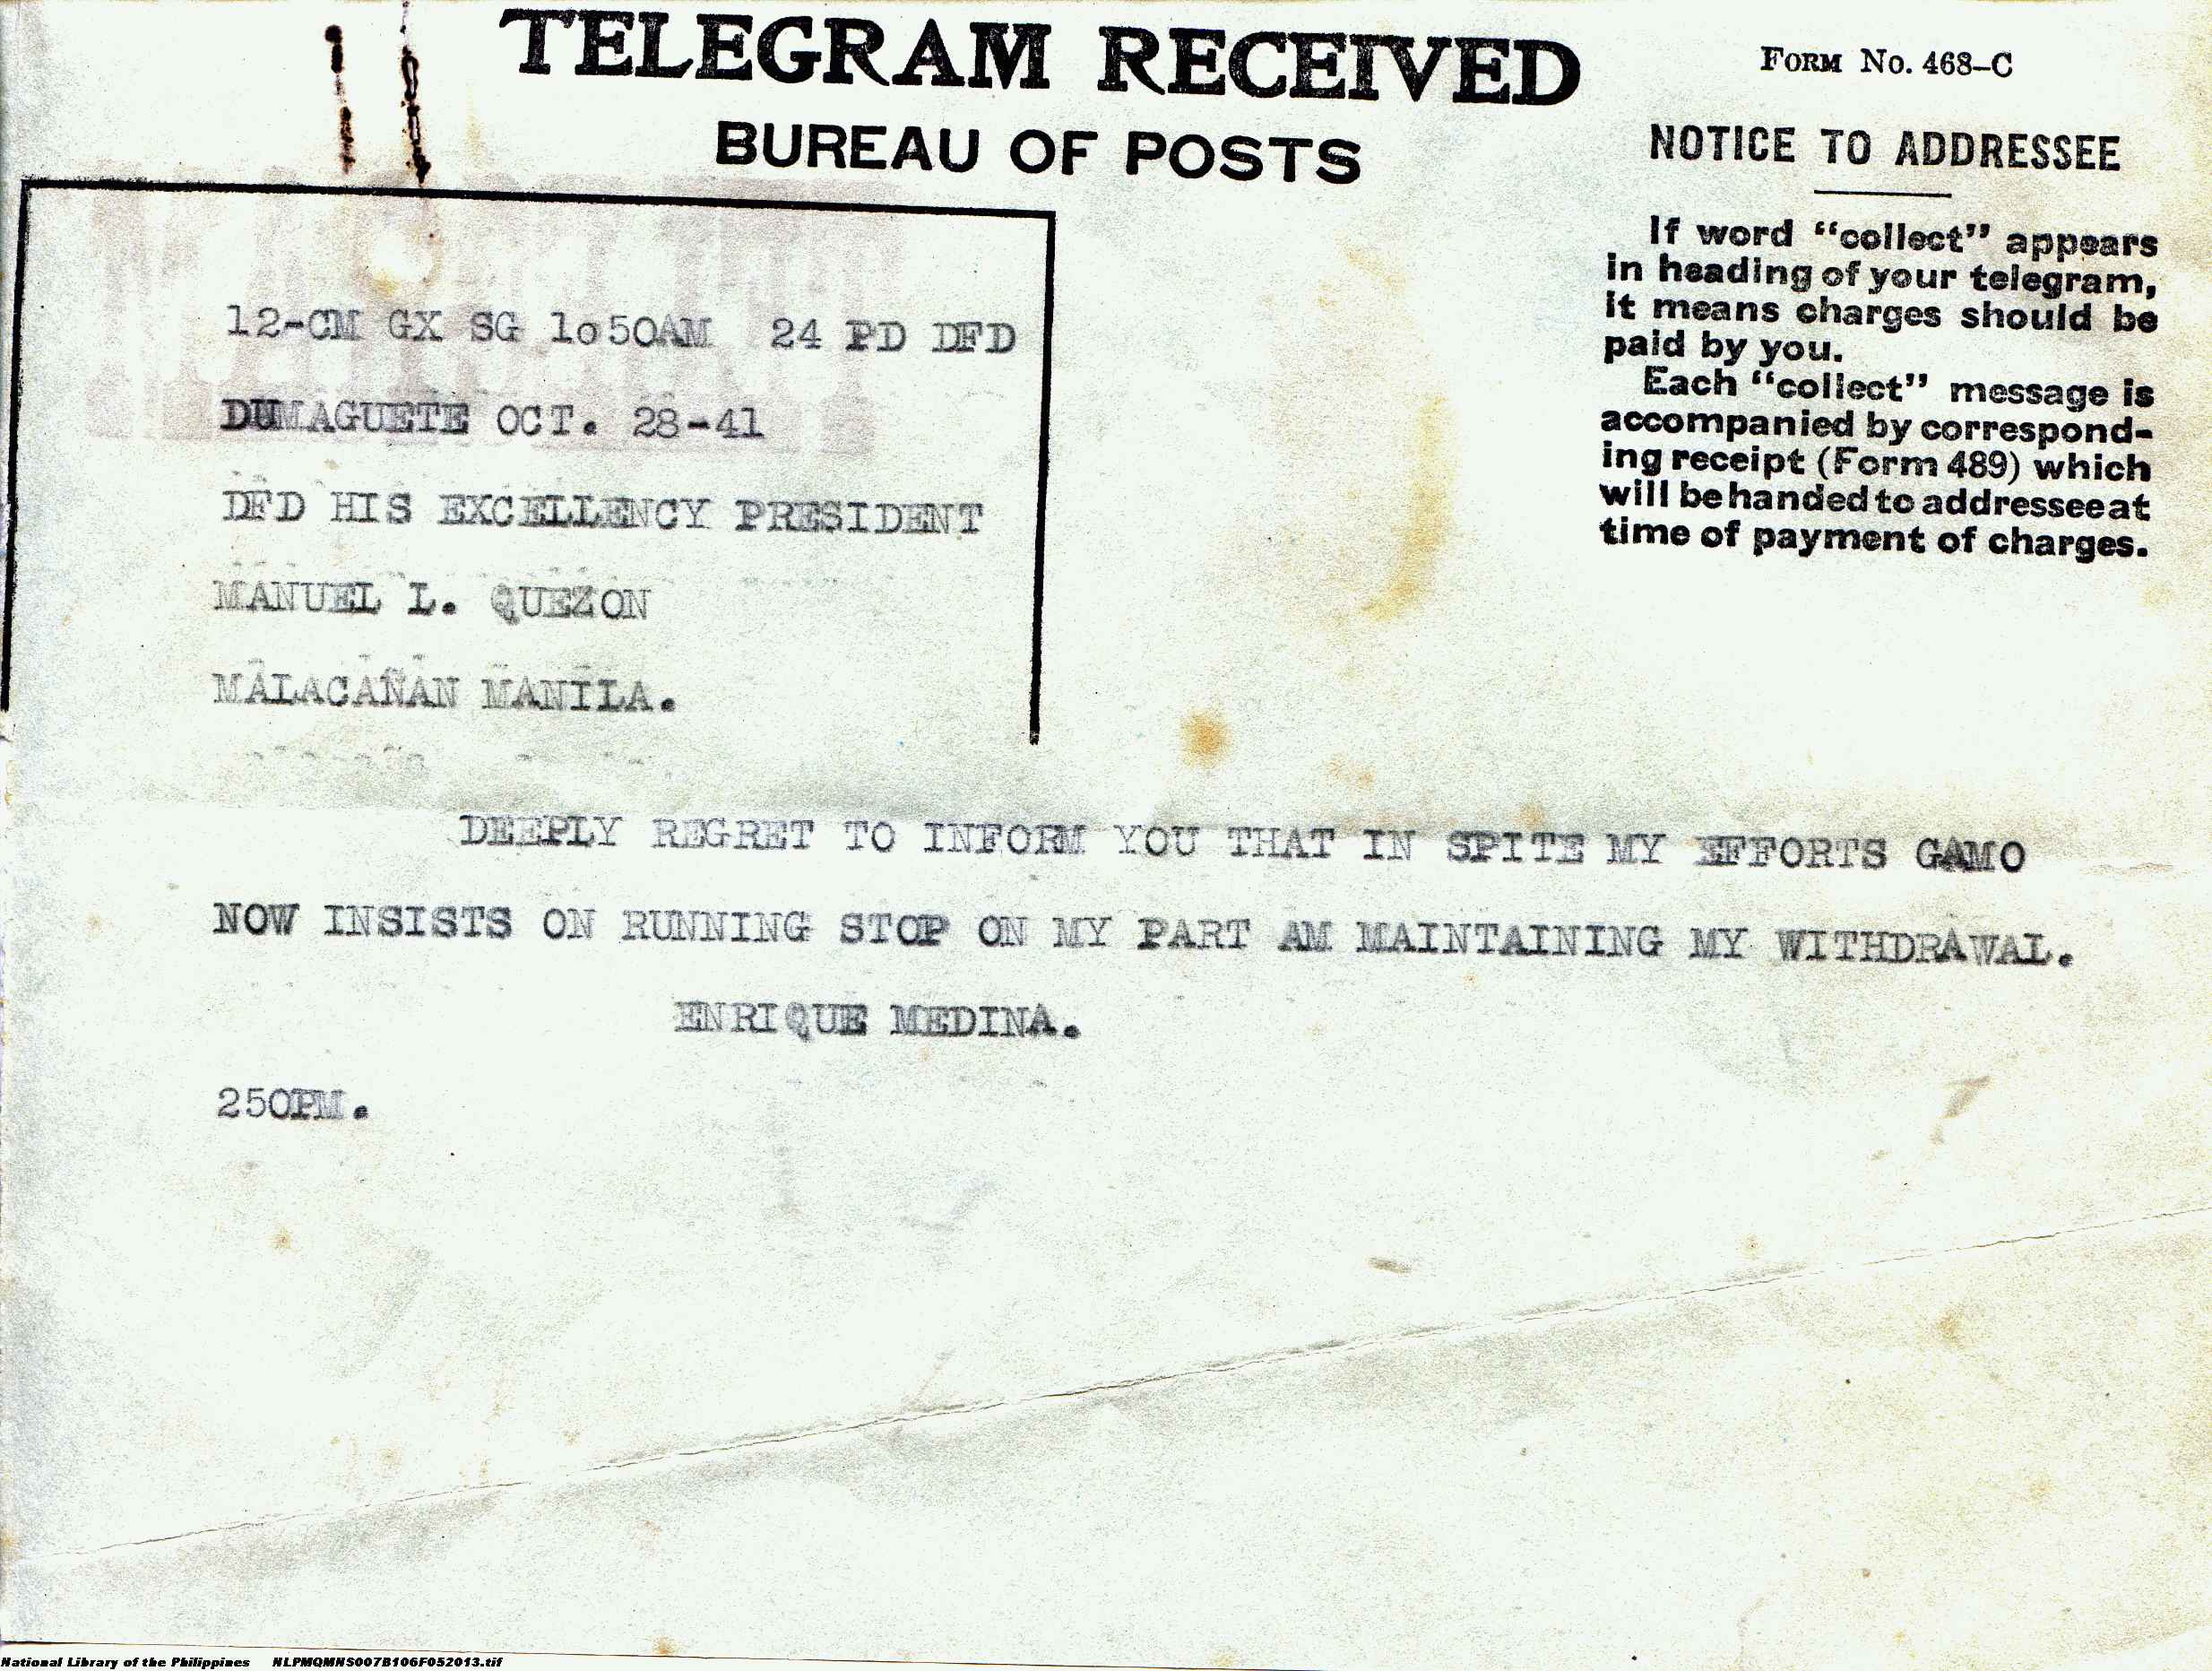 TELEGRAM RECEIVED
BUREAU OF POSTS
FORM No. 468-C
NOTICE TO ADDRESSEE
If word "collect" appears
in heading of your telegram,
it means charges should be
paid by you.
Each "collect" message is
accompanied by correspond-
ing receipt (Form 489) which
will be handed to addressee at
time of payment of charges.
12-CM GX SG 1o50AM 24 PD DFD
DUMAGUETE OCT. 28-41
DFD HIS EXCELLENCY PRESIDENT
MANUEL L. QUEZON
MALACAÑAN MANILA.
DEEPLY REGRET TO INFORM YOU THAT IN SPITE MY EFFORTS GAMO
NOW INSISTS ON RUNNING STOP ON MY PART AM MAINTAINING MY WITHDRAWAL.
ENRIQUE MEDINA.
250PM.
National Library of the Philippines NLPMQMNS007B106F052013.tif